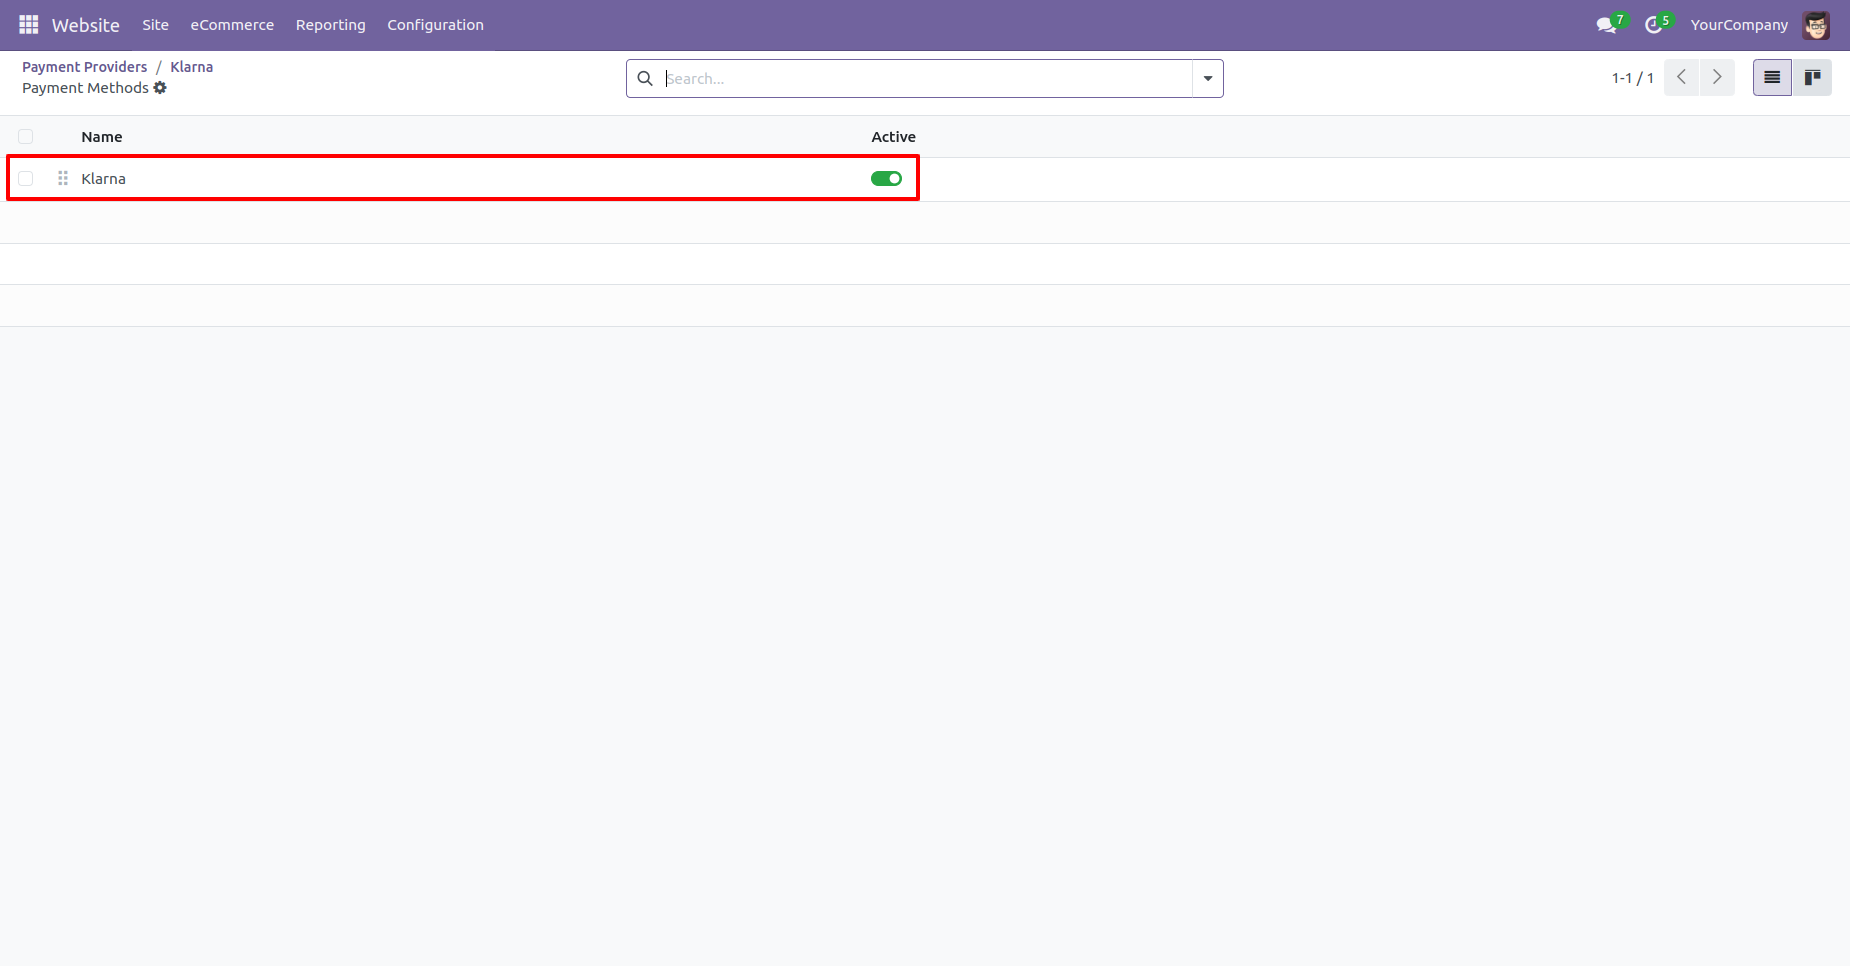 Website Site eCommerce Reporting Configuration 7 5 YourCompany
Payment Providers / Klarna
Payment Methods
Search...
1-1 / 1
Name Active
Klarna